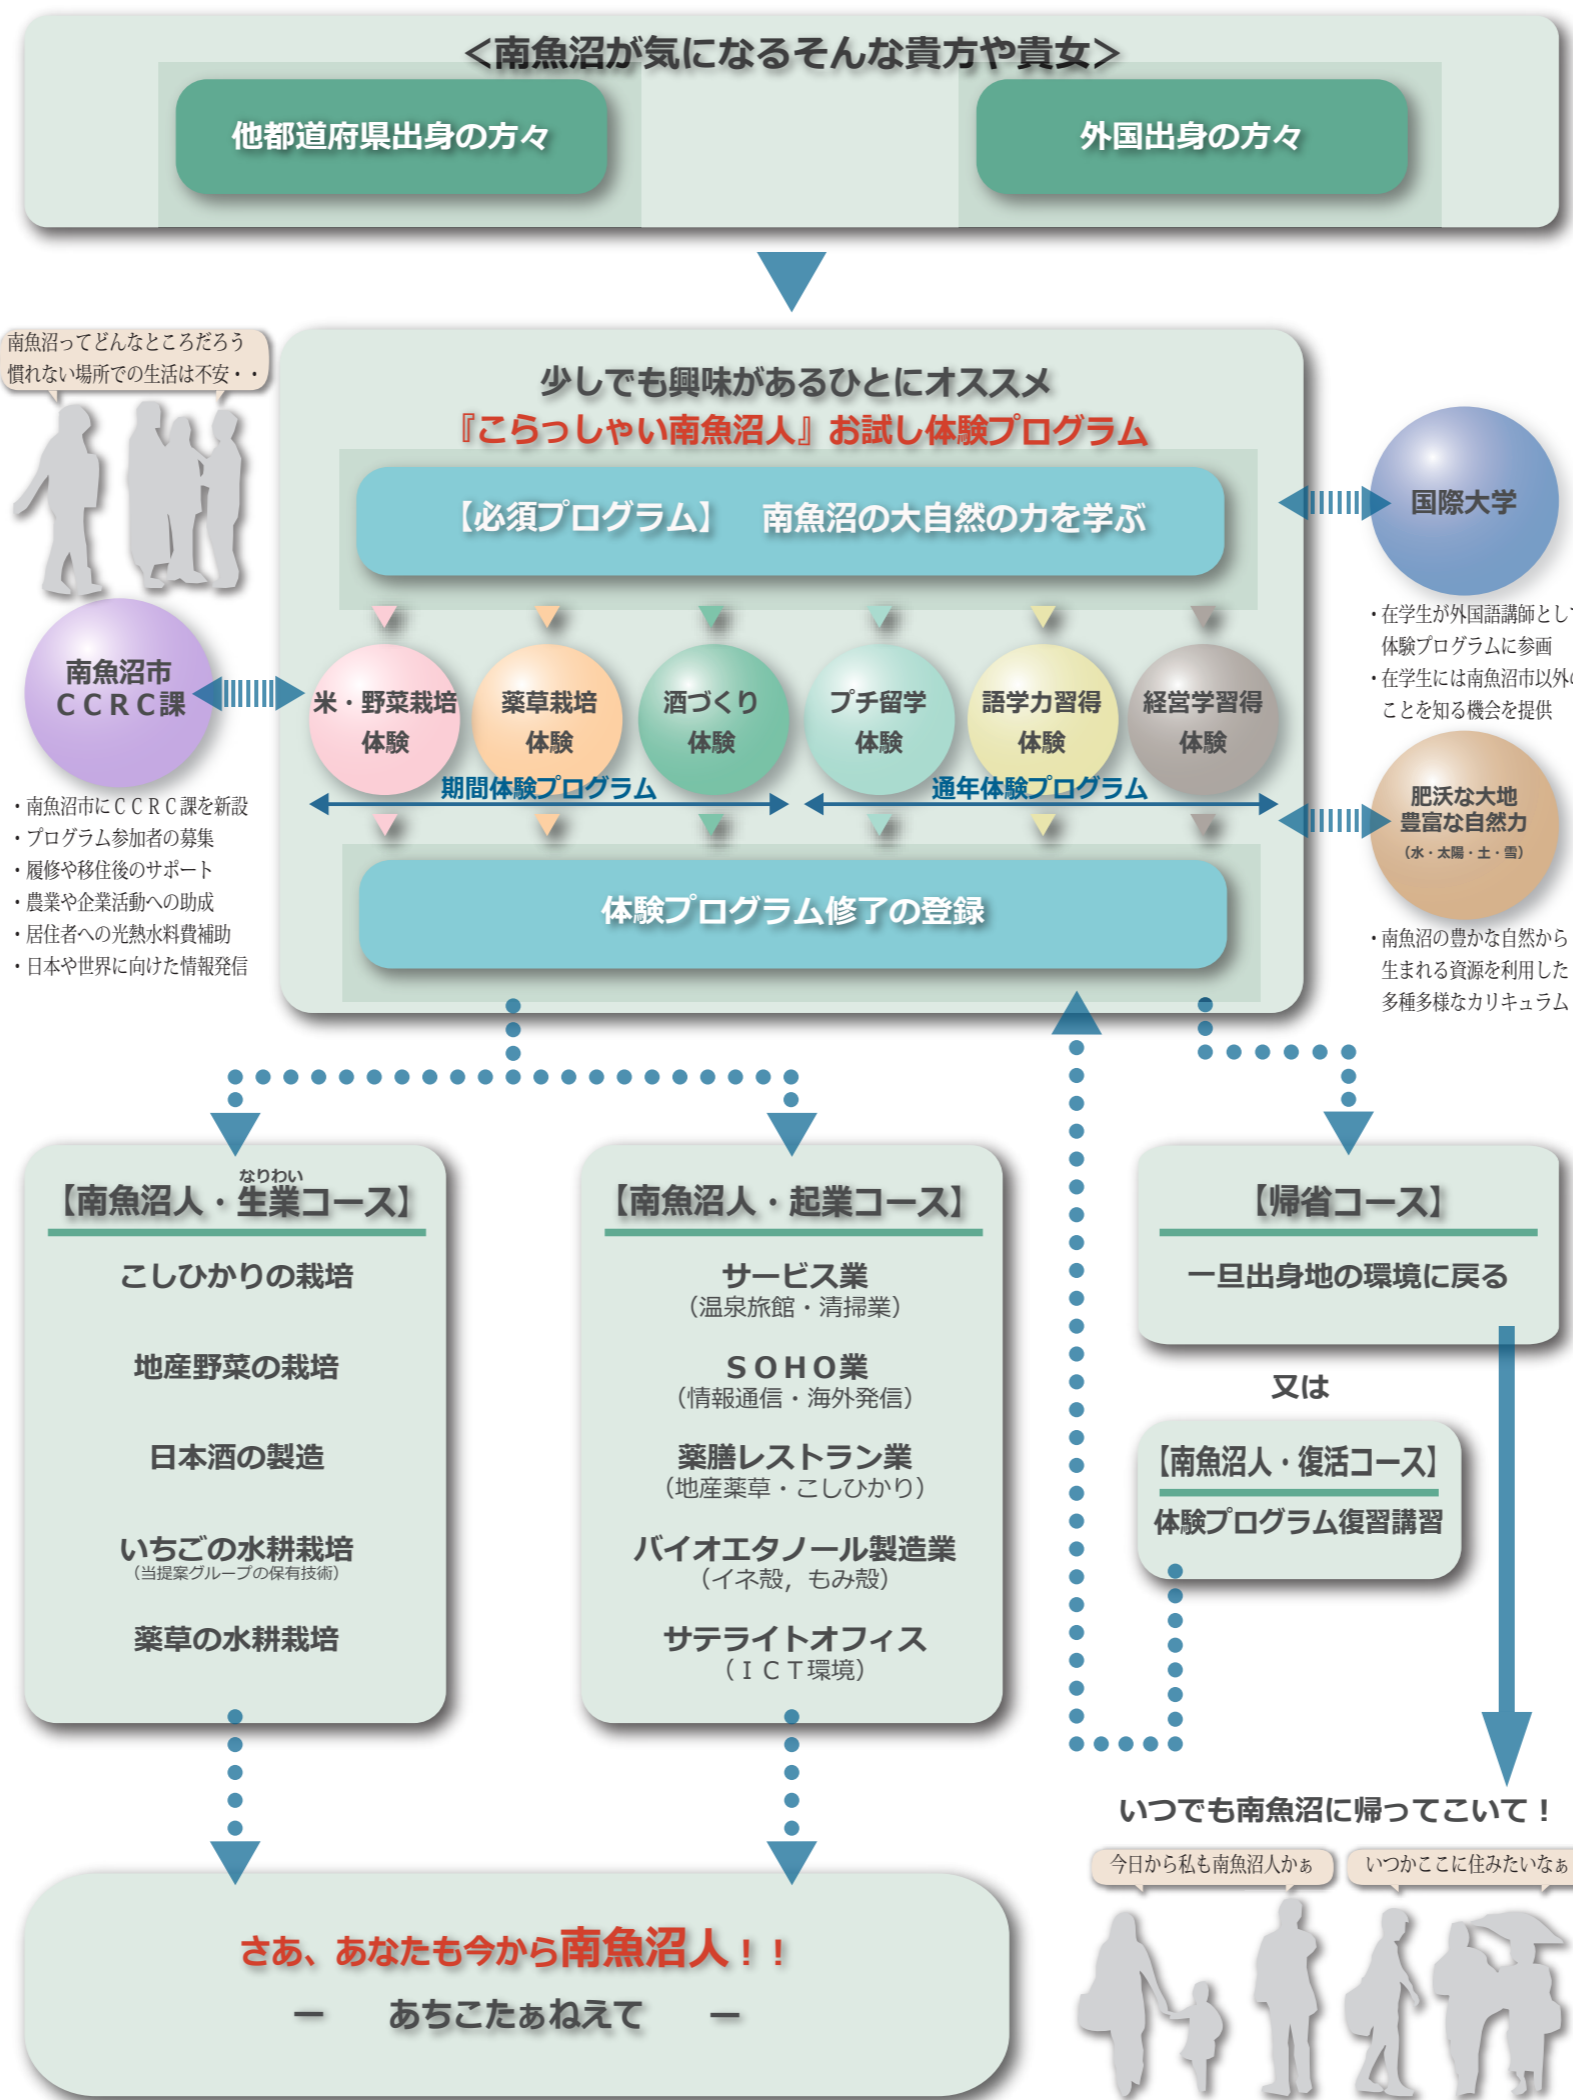 ＜南魚沼が気になるそんな貴方や貴女＞
他都道府県出身の方々
外国出身の方々
南魚沼ってどんなところだろう
慣れない場所での生活は不安・・
少しでも興味があるひとにオススメ
『こらっしゃい南魚沼人』お試し体験プログラム
【必須プログラム】　南魚沼の大自然の力を学ぶ
国際大学
・在学生が外国語講師として
体験プログラムに参画
・在学生には南魚沼市以外の
ことを知る機会を提供
南魚沼市
ＣＣＲＣ課
・南魚沼市にＣＣＲＣ課を新設
・プログラム参加者の募集
・履修や移住後のサポート
・農業や企業活動への助成
・居住者への光熱水料費補助
・日本や世界に向けた情報発信
米・野菜栽培
体験
薬草栽培
体験
酒づくり
体験
プチ留学
体験
語学力習得
体験
経営学習得
体験
期間体験プログラム
通年体験プログラム
肥沃な大地
豊富な自然力
（水・太陽・土・雪）
・南魚沼の豊かな自然から
生まれる資源を利用した
多種多様なカリキュラム
体験プログラム修了の登録
なりわい
【南魚沼人・生業コース】
こしひかりの栽培
地産野菜の栽培
日本酒の製造
いちごの水耕栽培
（当提案グループの保有技術）
薬草の水耕栽培
【南魚沼人・起業コース】
サービス業
（温泉旅館・清掃業）
ＳＯＨＯ業
（情報通信・海外発信）
薬膳レストラン業
（地産薬草・こしひかり）
バイオエタノール製造業
（イネ殻，もみ殻）
サテライトオフィス
（ＩＣＴ環境）
【帰省コース】
一旦出身地の環境に戻る
又は
【南魚沼人・復活コース】
体験プログラム復習講習
いつでも南魚沼に帰ってこいて！
今日から私も南魚沼人かぁ
いつかここに住みたいなぁ
さあ、あなたも今から南魚沼人！！
ー　あちこたぁねえて　ー